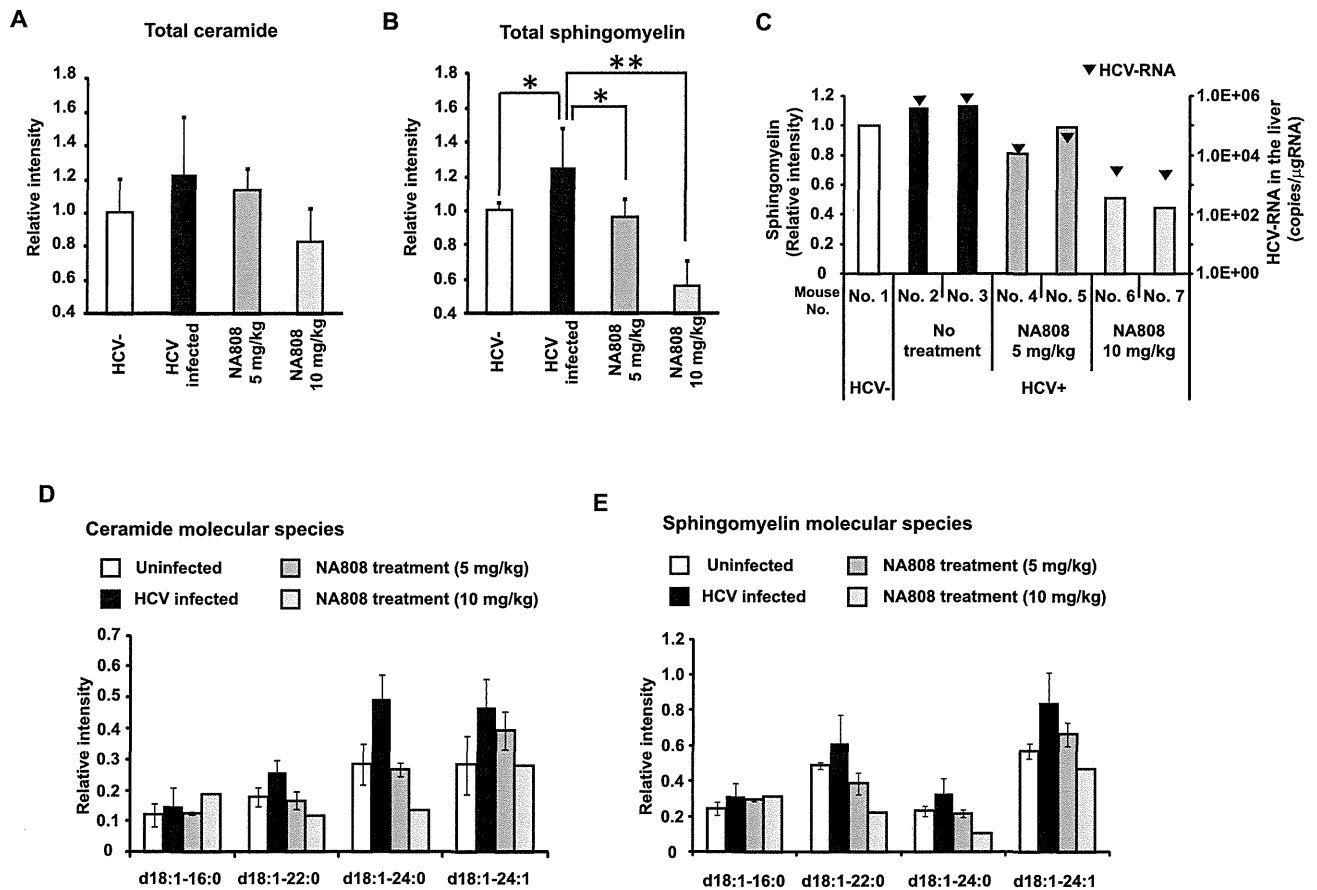 A
Total ceramide
Relative intensity
1.8
1.6
1.4
1.2
1.0
0.8
0.6
0.4
HCV-
HCV
infected
NA808
5 mg/kg
NA808
10 mg/kg
B
Total sphingomyelin
Relative intensity
1.8
1.6
1.4
1.2
1.0
0.8
0.6
0.4
*
*
**
HCV-
HCV
infected
NA808
5 mg/kg
NA808
10 mg/kg
C
▼HCV-RNA
Sphingomyelin
(Relative intensity)
1.2
1.0
0.8
0.6
0.4
0.2
0
1.0E+06
1.0E+04
1.0E+02
1.0E+00
HCV-RNA in the liver
(copies/μgRNA)
Mouse
No.
No. 1
No. 2
No. 3
No. 4
No. 5
No. 6
No. 7
No
treatment
NA808
5 mg/kg
NA808
10 mg/kg
HCV-
HCV+
D
Ceramide molecular species
Uninfected
NA808 treatment (5 mg/kg)
HCV infected
NA808 treatment (10 mg/kg)
Relative intensity
0.7
0.6
0.5
0.4
0.3
0.2
0.1
0
d18:1-16:0
d18:1-22:0
d18:1-24:0
d18:1-24:1
E
Sphingomyelin molecular species
Uninfected
NA808 treatment (5 mg/kg)
HCV infected
NA808 treatment (10 mg/kg)
Relative intensity
1.2
1.0
0.8
0.6
0.4
0.2
0
d18:1-16:0
d18:1-22:0
d18:1-24:0
d18:1-24:1